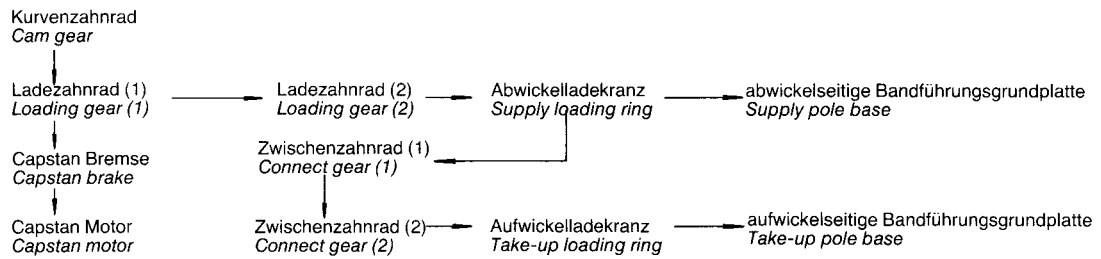 Kurvenzahnrad
Cam gear
Ladezahnrad (1)
Loading gear (1)
Ladezahnrad (2)
Loading gear (2)
Abwickelladekranz
Supply loading ring
abwickelseitige Bandführungsgrundplatte
Supply pole base
Capstan Bremse
Capstan brake
Zwischenzahnrad (1)
Connect gear (1)
Capstan Motor
Capstan motor
Zwischenzahnrad (2)
Connect gear (2)
Aufwickelladekranz
Take-up loading ring
aufwickelseitige Bandführungsgrundplatte
Take-up pole base